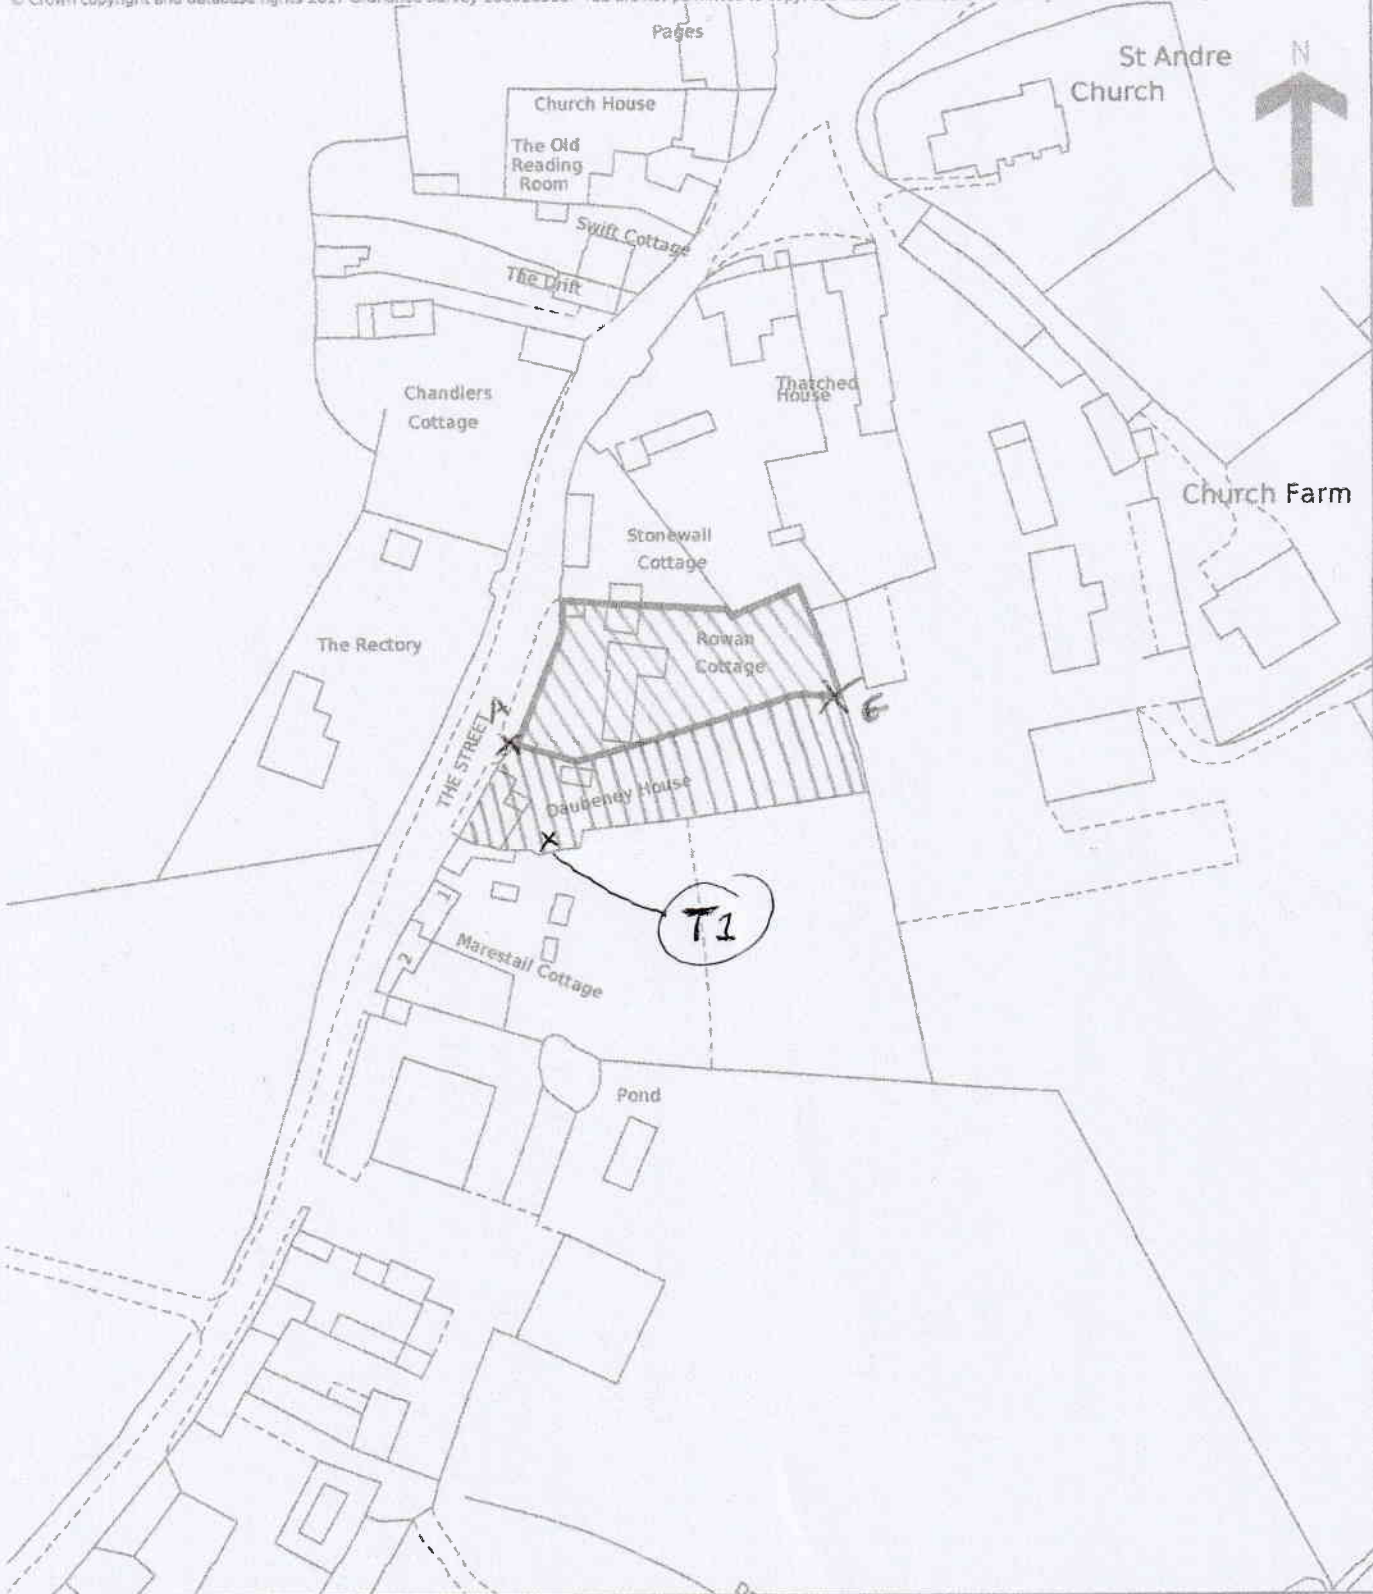 Pages
St Andre
Church
N
Church House
The Old
Reading
Room
Swift Cottage
The Drift
Thatched
House
Chandlers
Cottage
Church Farm
Stonewall
Cottage
The Rectory
Rowan
Cottage
THE STREET
Daubeney House
T1
1
2
Marestail Cottage
Pond